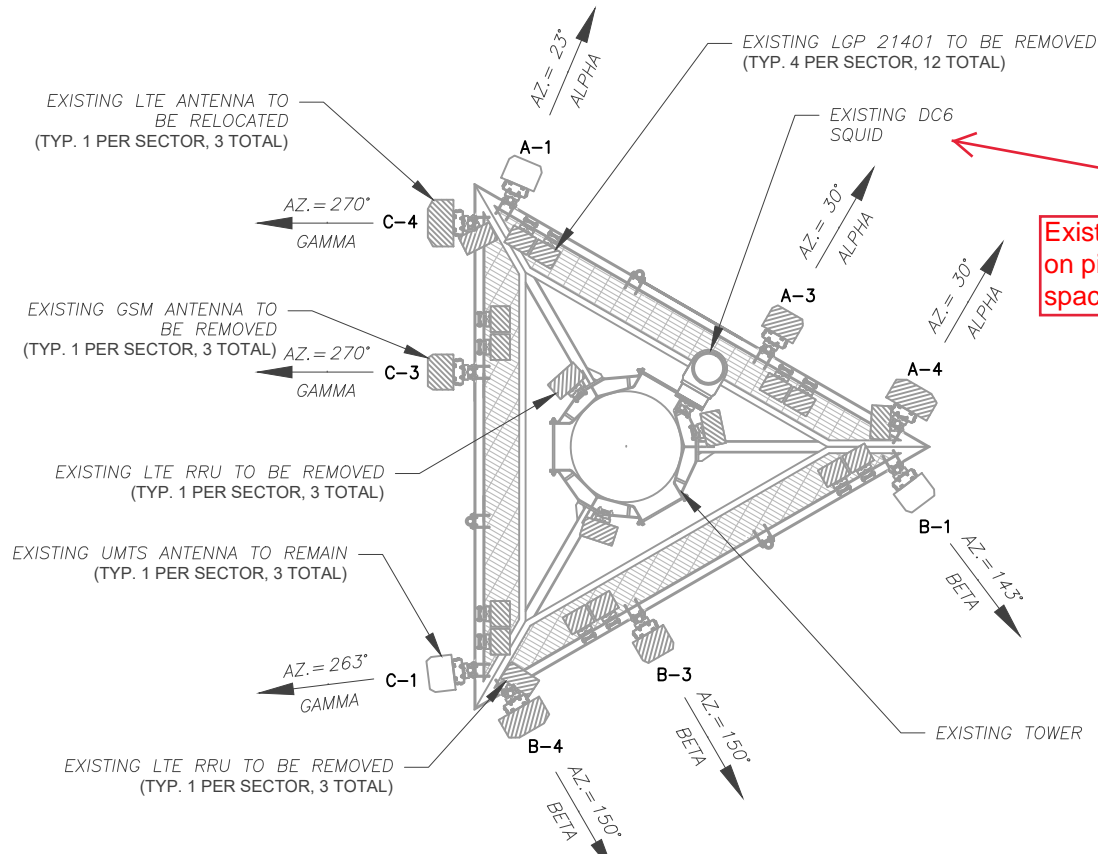 EXISTING LGP 21401 TO BE REMOVED
(TYP. 4 PER SECTOR, 12 TOTAL)
AZ.= 23°
ALPHA
EXISTING LTE ANTENNA TO
BE RELOCATED
(TYP. 1 PER SECTOR, 3 TOTAL)
EXISTING DC6
SQUID
A-1
AZ.=270°
C-4
GAMMA
AZ.= 30°
ALPHA
Exist
on pi
spac
AZ.= 30°
ALPHA
EXISTING GSM ANTENNA TO
BE REMOVED
(TYP. 1 PER SECTOR, 3 TOTAL)
A-3
AZ.=270°
C-3
GAMMA
A-4
EXISTING LTE RRU TO BE REMOVED
(TYP. 1 PER SECTOR, 3 TOTAL)
B-1
AZ.=143°
BETA
EXISTING UMTS ANTENNA TO REMAIN
(TYP. 1 PER SECTOR, 3 TOTAL)
AZ.=263°
C-1
GAMMA
B-3
AZ.=150°
BETA
EXISTING TOWER
B-4
EXISTING LTE RRU TO BE REMOVED
(TYP. 1 PER SECTOR, 3 TOTAL)
AZ.=150°
BETA